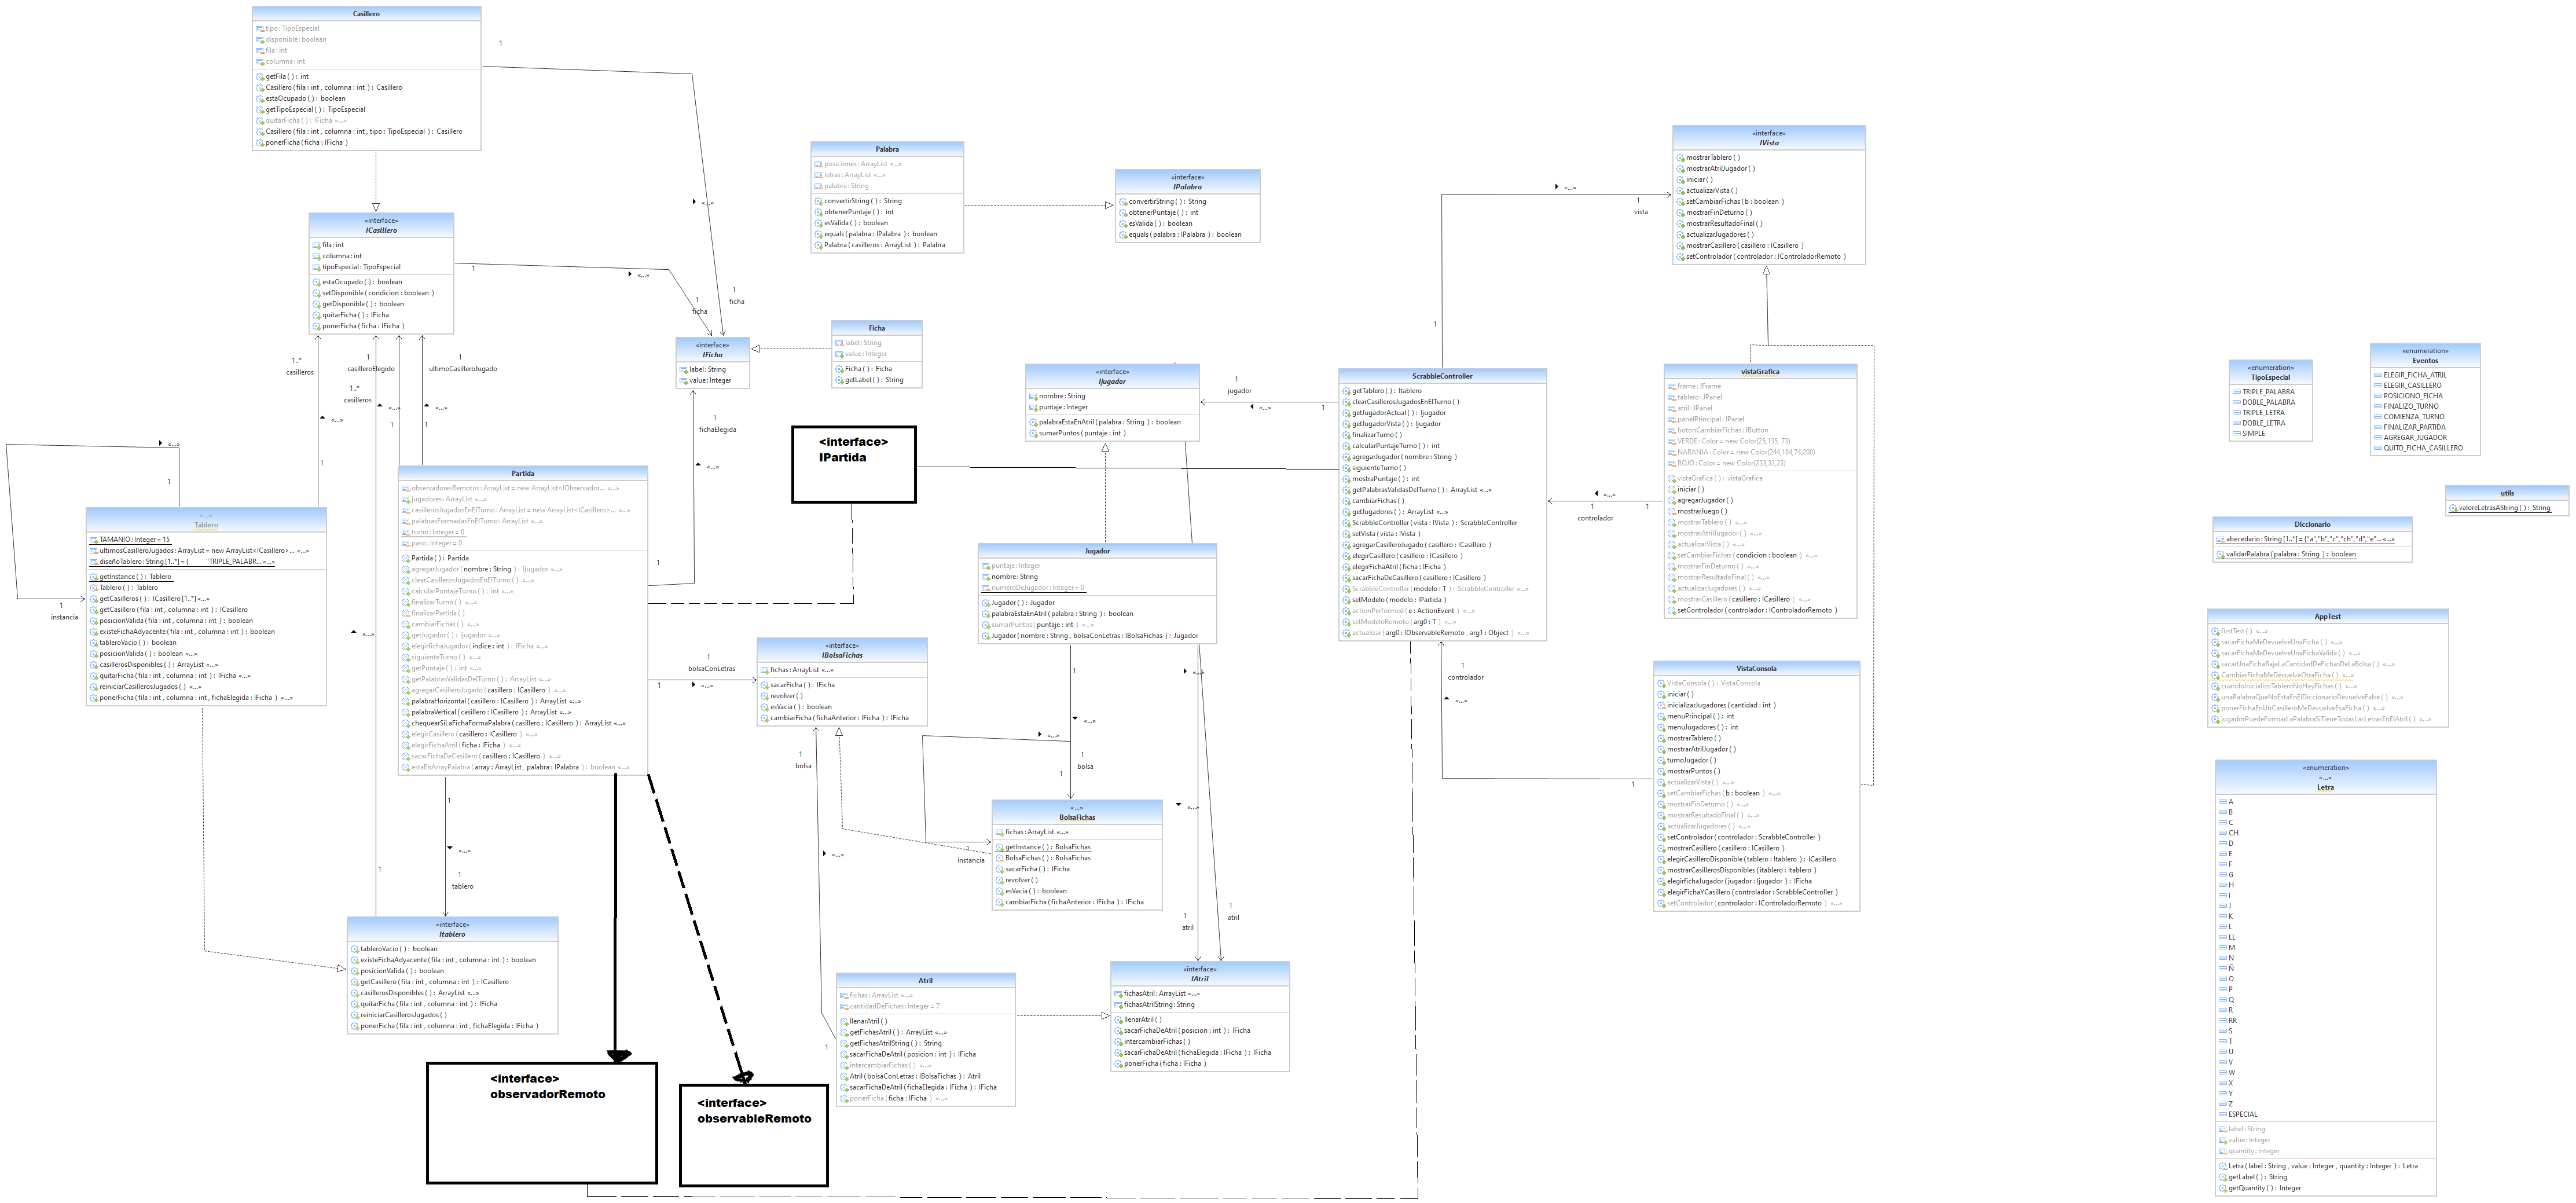 Casillero
tipo : TipoEspecial
disponible : boolean
fila : int
columna : int
getFila ( ) : int
Casillero ( fila : int , columna : int ) : Casillero
estaOcupado ( ) : boolean
getTipoEspecial ( ) : TipoEspecial
quitarFicha ( ) : IFicha «...»
Casillero ( fila : int , columna : int , tipo : TipoEspecial ) : Casillero
ponerFicha ( ficha : IFicha )
1
«...»
1
ficha
«interface»
ICasillero
fila : int
columna : int
tipoEspecial : TipoEspecial
estaOcupado ( ) : boolean
setDisponible ( condicion : boolean )
getDisponible ( ) : boolean
quitarFicha ( ) : IFicha
ponerFicha ( ficha : IFicha )
1
«...»
1
ficha
«interface»
IFicha
label : String
value : Integer
Ficha
label : String
value : Integer
Ficha ( ) : Ficha
getLabel ( ) : String
Palabra
posiciones : ArrayList «...»
letras : ArrayList «...»
palabra : String
convertirString ( ) : String
obtenerPuntaje ( ) : int
esValida ( ) : boolean
equals ( palabra : IPalabra ) : boolean
Palabra ( casilleros : ArrayList ) : Palabra
«interface»
IPalabra
convertirString ( ) : String
obtenerPuntaje ( ) : int
esValida ( ) : boolean
equals ( palabra : IPalabra ) : boolean
«interface»
IVista
mostrarTablero ( )
mostrarAtrilJugador ( )
iniciar ( )
actualizarVista ( )
setCambiarFichas ( b : boolean )
mostrarFinDeturno ( )
mostrarResultadoFinal ( )
actualizarJugadores ( )
mostrarCasillero ( casillero : ICasillero )
setControlador ( controlador : IControladorRemoto )
«...»
1
vista
1
1..*
casilleros
1
casilleroElegido
1..*
casilleros
1
ultimoCasilleroJugado
«...»
«...»
«...»
1
1
1
1
fichaElegida
«...»
1
«...»
1
1
instancia
«...»
Tablero
TAMANIO : Integer = 15
ultimosCasilleroJugados : ArrayList = new ArrayList<ICasillero>... «...»
diseñoTablero : String [1..*] = { "TRIPLE_PALABR... «...»
getInstance ( ) : Tablero
Tablero ( ) : Tablero
getCasilleros ( ) : ICasillero [1..*] «...»
getCasillero ( fila : int , columna : int ) : ICasillero
posicionValida ( fila : int , columna : int ) : boolean
existeFichaAdyacente ( fila : int , columna : int ) : boolean
tableroVacio ( ) : boolean
posicionValida ( ) : boolean «...»
casillerosDisponibles ( ) : ArrayList «...»
quitarFicha ( fila : int , columna : int ) : IFicha «...»
reiniciarCasillerosJugados ( )
ponerFicha ( fila : int , columna : int , fichaElegida : IFicha ) «...»
«...»
1
Partida
observadoresRemotos : ArrayList = new ArrayList<IObservador... «...»
jugadores : ArrayList «...»
casillerosJugadosEnElTurno : ArrayList = new ArrayList<ICasillero>... «...»
palabrasFormadasEnElTurno : ArrayList «...»
turno : Integer = 0
paso : Integer = 0
Partida ( ) : Partida
agregarJugador ( nombre : String ) : Ijugador «...»
clearCasillerosJugadosEnElTurno ( ) «...»
calcularPuntajeTurno ( ) : int «...»
finalizarTurno ( ) «...»
finalizarPartida ( )
cambiarFichas ( ) «...»
getJugador ( ) : Ijugador «...»
elegirfichaJugador ( indice : int ) : IFicha «...»
siguienteTurno ( ) «...»
getPuntaje ( ) : int «...»
getPalabrasValidasDelTurno ( ) : ArrayList «...»
agregarCasilleroJugado ( casillero : ICasillero ) «...»
palabraHorizontal ( casillero : ICasillero ) : ArrayList «...»
palabraVertical ( casillero : ICasillero ) : ArrayList «...»
chequearSiLaFichaFormaPalabra ( casillero : ICasillero ) : ArrayList «...»
elegirCasillero ( casillero : ICasillero ) «...»
elegirFichaAtril ( ficha : IFicha ) «...»
sacarFichaDeCasillero ( casillero : ICasillero ) «...»
estaEnArrayPalabra ( array : ArrayList , palabra : IPalabra ) : boolean «...»
<interface>
IPartida
1
bolsaConLetras
1
«...»
1
«...»
1
tablero
«interface»
Itablero
tableroVacio ( ) : boolean
existeFichaAdyacente ( fila : int , columna : int ) : boolean
posicionValida ( ) : boolean
getCasillero ( fila : int , columna : int ) : ICasillero
casillerosDisponibles ( ) : ArrayList «...»
quitarFicha ( fila : int , columna : int ) : IFicha
reiniciarCasillerosJugados ( )
ponerFicha ( fila : int , columna : int , fichaElegida : IFicha )
<interface>
observadorRemoto
<interface>
observableRemoto
«interface»
IBolsaFichas
fichas : ArrayList «...»
sacarFicha ( ) : IFicha
revolver ( )
esVacia ( ) : boolean
cambiarFicha ( fichaAnterior : IFicha ) : IFicha
1
bolsa
«...»
1
«interface»
Ijugador
nombre : String
puntaje : Integer
palabraEstaEnAtril ( palabra : String ) : boolean
sumarPuntos ( puntaje : int )
1
jugador
«...»
1
Jugador
puntaje : Integer
nombre : String
numeroDeJugador : Integer = 0
Jugador ( ) : Jugador
palabraEstaEnAtril ( palabra : String ) : boolean
sumarPuntos ( puntaje : int ) «...»
Jugador ( nombre : String , bolsaConLetras : IBolsaFichas ) : Jugador
1
«...»
«...»
«...»
1
bolsa
1
«...»
BolsaFichas
fichas : ArrayList «...»
getInstance ( ) : BolsaFichas
BolsaFichas ( ) : BolsaFichas
sacarFicha ( ) : IFicha
revolver ( )
esVacia ( ) : boolean
cambiarFicha ( fichaAnterior : IFicha ) : IFicha
1
instancia
«...»
1
atril
1
atril
Atril
fichas : ArrayList «...»
cantidadDeFichas : Integer = 7
llenarAtril ( )
getFichasAtril ( ) : ArrayList «...»
getFichasAtrilString ( ) : String
sacarFichaDeAtril ( posicion : int ) : IFicha
intercambiarFichas ( ) «...»
Atril ( bolsaConLetras : IBolsaFichas ) : Atril
sacarFichaDeAtril ( fichaElegida : IFicha ) : IFicha
ponerFicha ( ficha : IFicha ) «...»
«interface»
IAtril
fichasAtril : ArrayList «...»
fichasAtrilString : String
llenarAtril ( )
sacarFichaDeAtril ( posicion : int ) : IFicha
intercambiarFichas ( )
sacarFichaDeAtril ( fichaElegida : IFicha ) : IFicha
ponerFicha ( ficha : IFicha )
ScrabbleController
getTablero ( ) : Itablero
clearCasillerosJugadosEnElTurno ( )
getJugadorActual ( ) : Ijugador
getJugadorVista ( ) : Ijugador
finalizarTurno ( )
calcularPuntajeTurno ( ) : int
agregarJugador ( nombre : String )
siguienteTurno ( )
mostraPuntaje ( ) : int
getPalabrasValidasDelTurno ( ) : ArrayList «...»
cambiarFichas ( )
getJugadores ( ) : ArrayList «...»
ScrabbleController ( vista : IVista ) : ScrabbleController
setVista ( vista : IVista )
agregarCasilleroJugado ( casillero : ICasillero )
elegirCasillero ( casillero : ICasillero )
elegirFichaAtril ( ficha : IFicha )
sacarFichaDeCasillero ( casillero : ICasillero )
ScrabbleController ( modelo : T ) : ScrabbleController «...»
setModelo ( modelo : IPartida )
actionPerformed ( e : ActionEvent ) «...»
setModeloRemoto ( arg0 : T ) «...»
actualizar ( arg0 : IObservableRemoto , arg1 : Object ) «...»
«...»
1
controlador
1
vistaGrafica
frame : JFrame
tablero : JPanel
atril : JPanel
panelPrincipal : JPanel
botonCambiarFichas : JButton
VERDE : Color = new Color(25,135, 73)
NARANJA : Color = new Color(244,184,74,200)
ROJO : Color = new Color(233,33,23)
vistaGrafica ( ) : vistaGrafica
iniciar ( )
agregarJugador ( )
mostrarJuego ( )
mostrarTablero ( ) «...»
mostrarAtrilJugador ( ) «...»
actualizarVista ( ) «...»
setCambiarFichas ( condicion : boolean ) «...»
mostrarFinDeturno ( ) «...»
mostrarResultadoFinal ( ) «...»
actualizarJugadores ( ) «...»
mostrarCasillero ( casillero : ICasillero ) «...»
setControlador ( controlador : IControladorRemoto )
1
controlador
«...»
1
VistaConsola
VistaConsola ( ) : VistaConsola
iniciar ( )
inicializarJugadores ( cantidad : int )
menuPrincipal ( ) : int
menuJugadores ( ) : int
mostrarTablero ( )
mostrarAtrilJugador ( )
turnoJugador ( )
mostrarPuntos ( )
actualizarVista ( ) «...»
setCambiarFichas ( b : boolean ) «...»
mostrarFinDeturno ( ) «...»
mostrarResultadoFinal ( ) «...»
actualizarJugadores ( ) «...»
setControlador ( controlador : ScrabbleController )
mostrarCasillero ( casillero : ICasillero )
elegirCasilleroDisponible ( tablero : Itablero ) : ICasillero
mostrarCasillerosDisponibles ( itablero : Itablero )
elegirfichaJugador ( jugador : Ijugador ) : IFicha
elegirFichaYCasillero ( controlador : ScrabbleController )
setControlador ( controlador : IControladorRemoto ) «...»
«enumeration»
TipoEspecial
TRIPLE_PALABRA
DOBLE_PALABRA
TRIPLE_LETRA
DOBLE_LETRA
SIMPLE
«enumeration»
Eventos
ELEGIR_FICHA_ATRIL
ELEGIR_CASILLERO
POSICIONO_FICHA
FINALIZO_TURNO
COMIENZA_TURNO
FINALIZAR_PARTIDA
AGREGAR_JUGADOR
QUITO_FICHA_CASILLERO
utils
valoreLetrasAString ( ) : String
Diccionario
abecedario : String [1..*] = {"a","b","c","ch","d","e"... «...»
validarPalabra ( palabra : String ) : boolean
AppTest
firstTest ( ) «...»
sacarFichaMeDevuelveUnaFicha ( ) «...»
sacarFichaMeDevuelveUnaFichaValida ( ) «...»
sacarUnaFichaBajaLaCantidadDeFichasDeLaBolsa ( ) «...»
CambiarFichaMeDevuelveOtraFicha ( ) «...»
cuandoInicializoTableroNoHayFichas ( ) «...»
unaPalabraQueNoEstaEnElDiccionarioDevuelveFalse ( ) «...»
ponerFichaEnUnCasilleroMeDevuelveEsaFicha ( ) «...»
jugadorPuedeFormarLaPalabraSiTieneTodasLasLetrasEnElAtril ( ) «...»
«enumeration»
«...»
Letra
A
B
C
CH
D
E
F
G
H
I
J
K
L
LL
M
N
Ñ
O
P
Q
R
RR
S
T
U
V
W
X
Y
Z
ESPECIAL
label : String
value : Integer
quantity : Integer
Letra ( label : String , value : Integer , quantity : Integer ) : Letra
getLabel ( ) : String
getQuantity ( ) : Integer